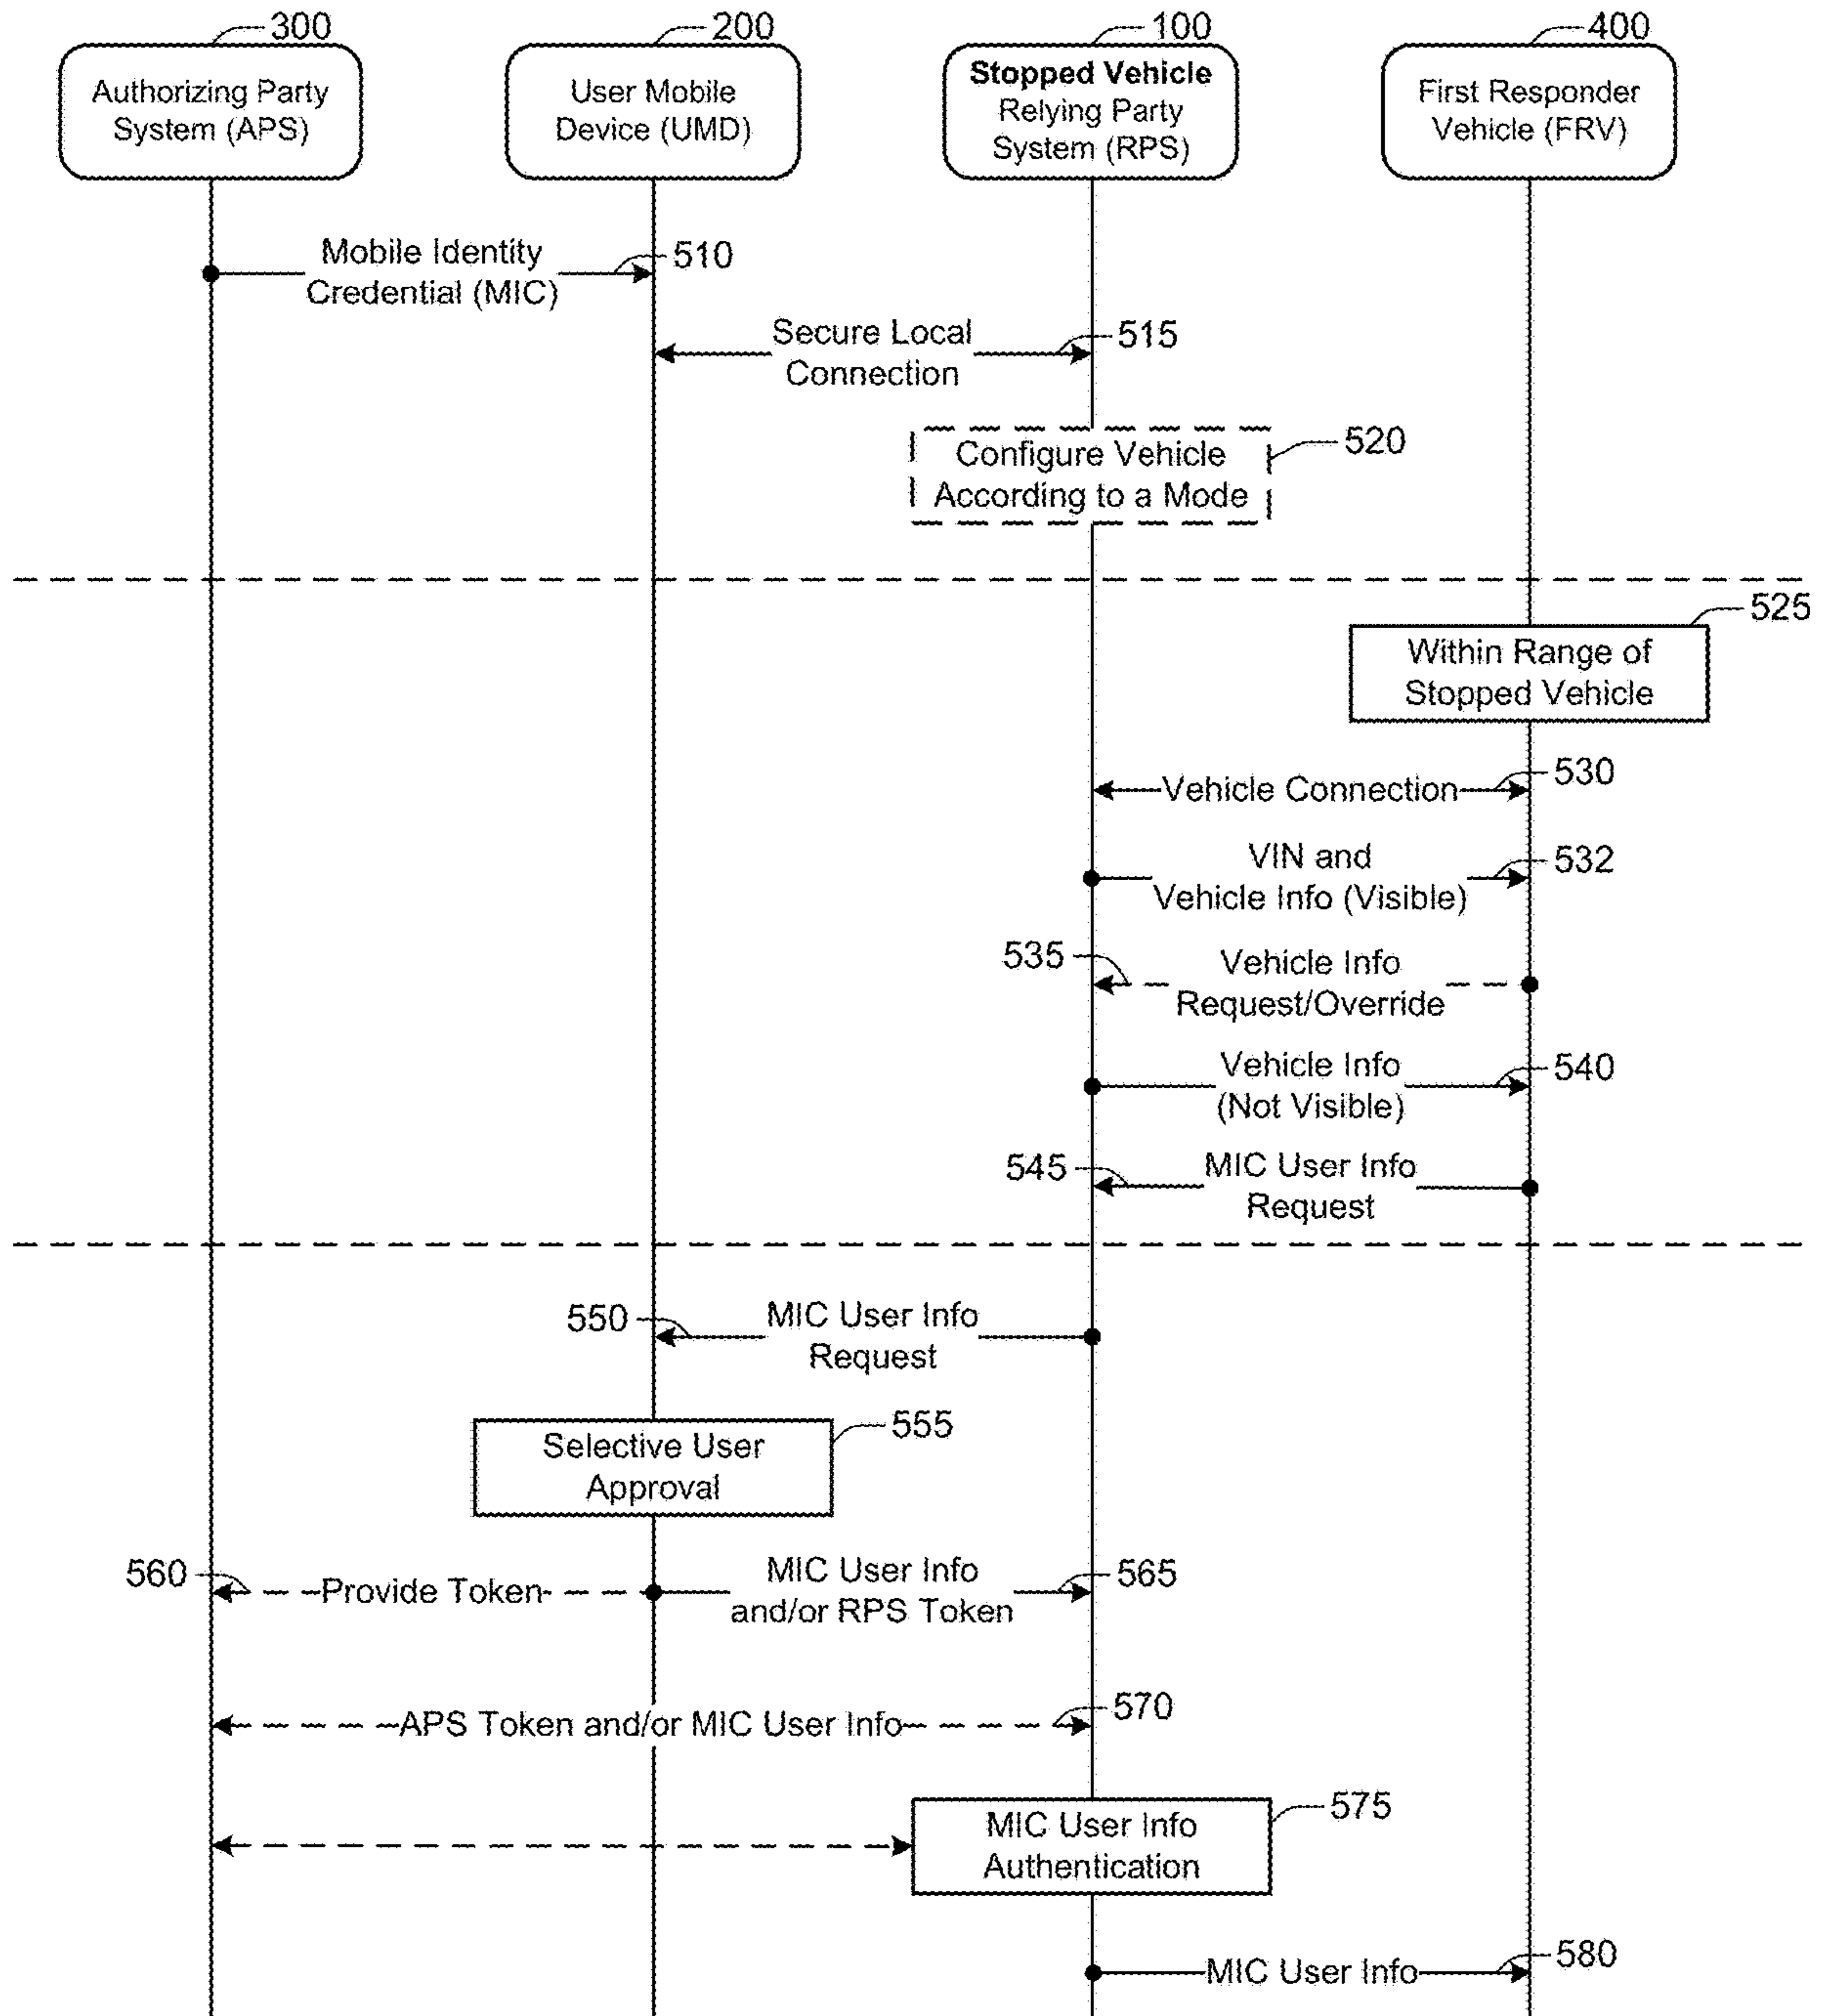 300
200
100
400
Authorizing Party
System (APS)
User Mobile
Device (UMD)
Stopped Vehicle
Relying Party
System (RPS)
First Responder
Vehicle (FRV)
Mobile Identity
Credential (MIC)
510
Secure Local
Connection
515
Configure Vehicle
According to a Mode
520
525
Within Range of
Stopped Vehicle
Vehicle Connection
530
VIN and
Vehicle Info (Visible)
532
535
Vehicle Info
Request/Override
Vehicle Info
(Not Visible)
540
545
MIC User Info
Request
550
MIC User Info
Request
555
Selective User
Approval
560
Provide Token
MIC User Info
and/or RPS Token
565
APS Token and/or MIC User Info
570
MIC User Info
Authentication
575
MIC User Info
580